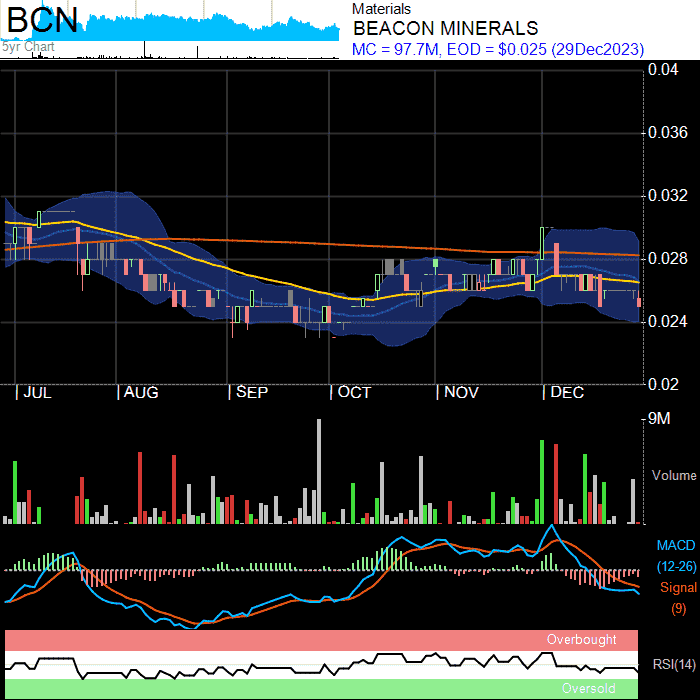 BCN
5yr Chart
Materials
BEACON MINERALS
MC = 97.7M, EOD = $0.025 (29Dec2023)
0.04
0.036
0.032
0.028
0.024
0.02
| JUL | AUG | SEP | OCT | NOV | DEC
9M
Volume
MACD
(12-26)
Signal
(9)
Overbought
RSI(14)
Oversold